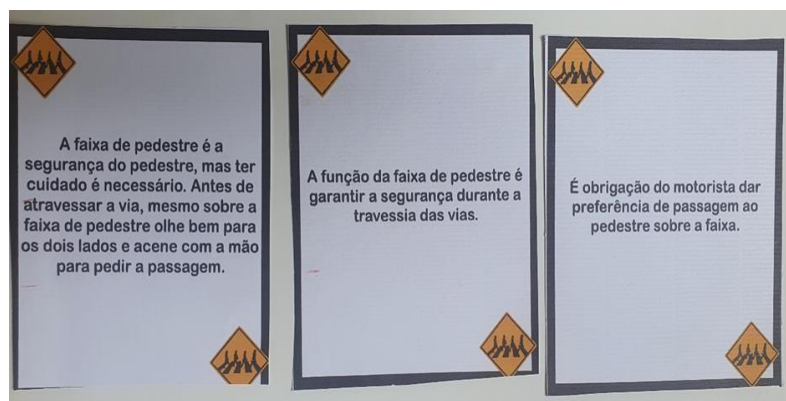 A faixa de pedestre é a
segurança do pedestre, mas ter
cuidado é necessário. Antes de
atravessar a via, mesmo sobre a
faixa de pedestre olhe bem para
os dois lados e acene com a mão
para pedir a passagem.
A função da faixa de pedestre é
garantir a segurança durante a
travessia das vias.
É obrigação do motorista dar
preferência de passagem ao
pedestre sobre a faixa.